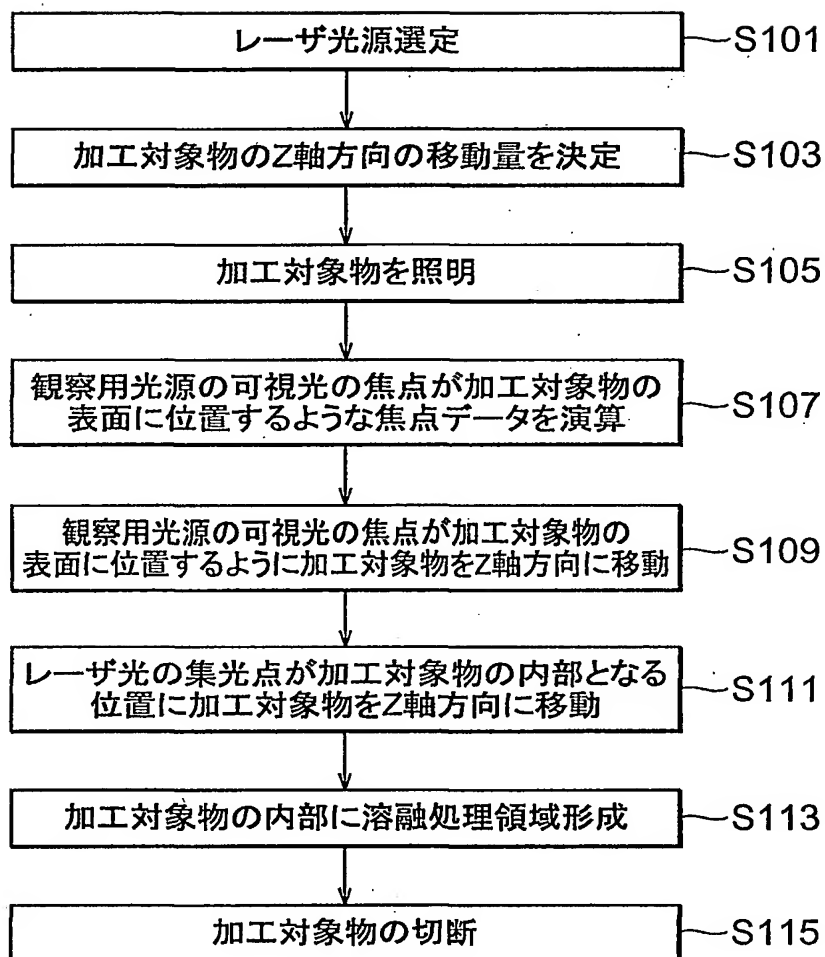 レーザ光源選定
S101
加工対象物のZ軸方向の移動量を決定
S103
加工対象物を照明
S105
観察用光源の可視光の焦点が加工対象物の
表面に位置するような焦点データを演算
S107
観察用光源の可視光の焦点が加工対象物の
表面に位置するように加工対象物をZ軸方向に移動
S109
レーザ光の集光点が加工対象物の内部となる
位置に加工対象物をZ軸方向に移動
S111
加工対象物の内部に溶融処理領域形成
S113
加工対象物の切断
S115